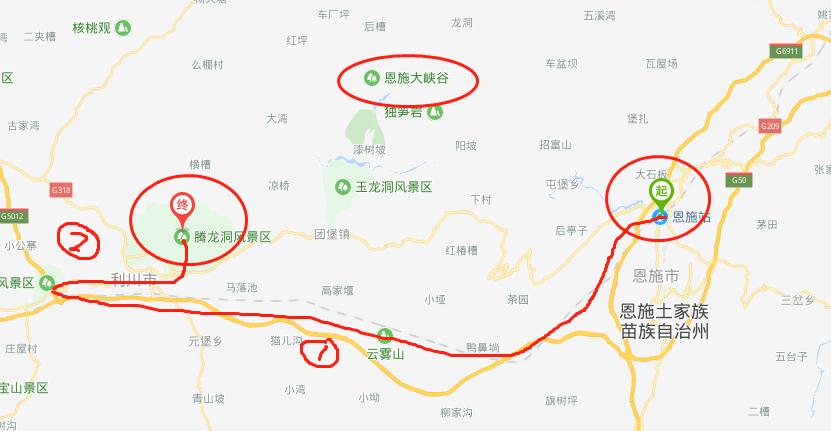 车厂坪
五溪湾
核桃观
二夹槽
后槽
龙洞
红坪
G6911
么棚村
恩施大峡谷
车盆坝
瓦屋场
独笋岩
大湾
堡扎
G209
古家湾
漆树坡
阳坡
招富山
横槽
凉桥
大石板
G318
玉龙洞风景区
屯堡乡
G50
终
起
下村
G5012
恩施站
腾龙洞风景区
团堡镇
后亭子
茅田
小公寨
2
红椿槽
风景区
利川市
马落池
高家堰
小垭
茶园
恩施市
三岔乡
恩施土家族
苗族自治州
元堡乡
猫儿沟
1
云雾山
鸭鼻埫
庄屋村
五台子
宝山景区
青山坡
小湾
小坳
柳家沟
旗树坪
二槽